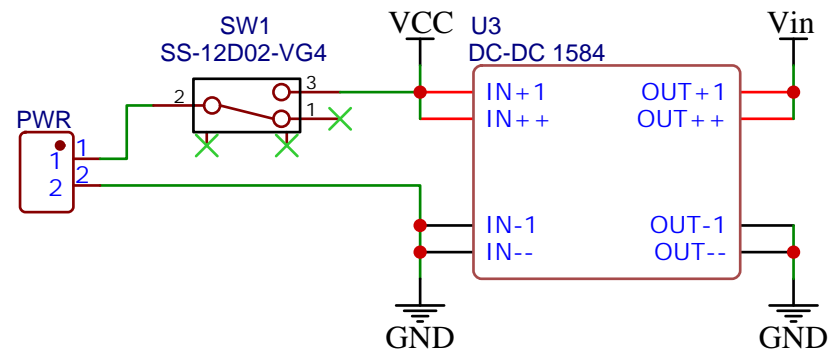 SW1
SS-12D02-VG4
VCC
U3
DC-DC 1584
Vin
2
3
1
PWR
1
1
2
2
IN+1
OUT+1
IN++
OUT++
IN-1
OUT-1
IN--
OUT--
GND
GND